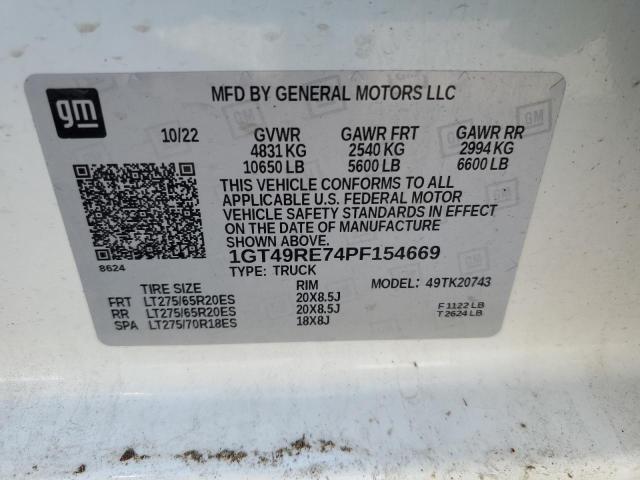 gm
MFD BY GENERAL MOTORS LLC
10/22 GVWR GAWR FRT GAWR RR
4831 KG 2540 KG 2994 KG
10650 LB 5600 LB 6600 LB
THIS VEHICLE CONFORMS TO ALL
APPLICABLE U.S. FEDERAL MOTOR
VEHICLE SAFETY STANDARDS IN EFFECT
ON THE DATE OF MANUFACTURE
SHOWN ABOVE.
8624
1GT49RE74PF154669
TYPE: TRUCK MODEL: 49TK20743
TIRE SIZE RIM
FRT LT275/65R20ES 20X8.5J F 1122 LB
RR LT275/65R20ES 20X8.5J T 2624 LB
SPA LT275/70R18ES 18X8J